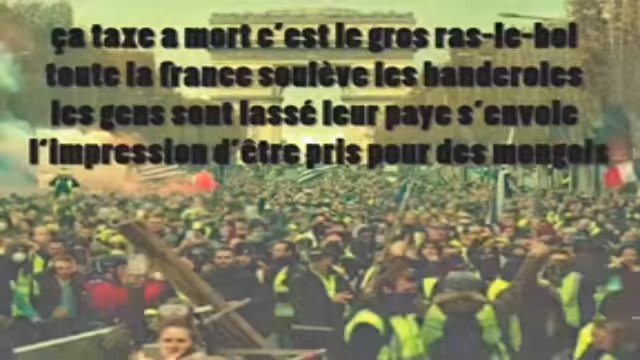 ça taxe a mort c'est le gros ras-le-bol
toute la france soulève les banderoles
les gens sont lassé leur paye s'envole
l'impression d'être pris pour des mongols